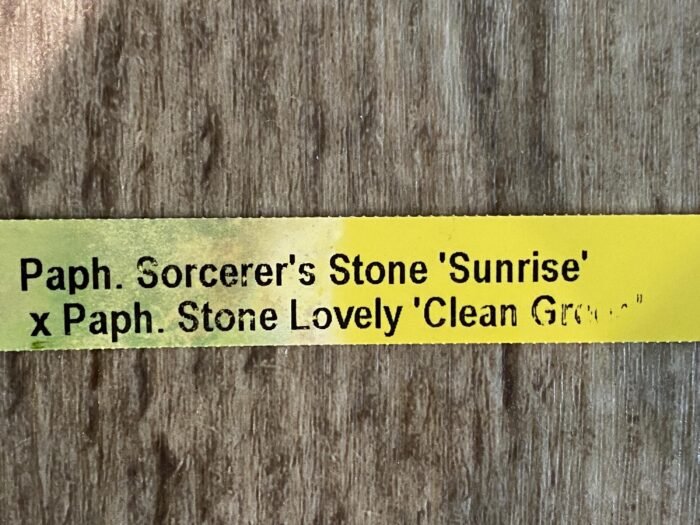 Paph. Sorcerer's Stone 'Sunrise'
x Paph. Stone Lovely 'Clean